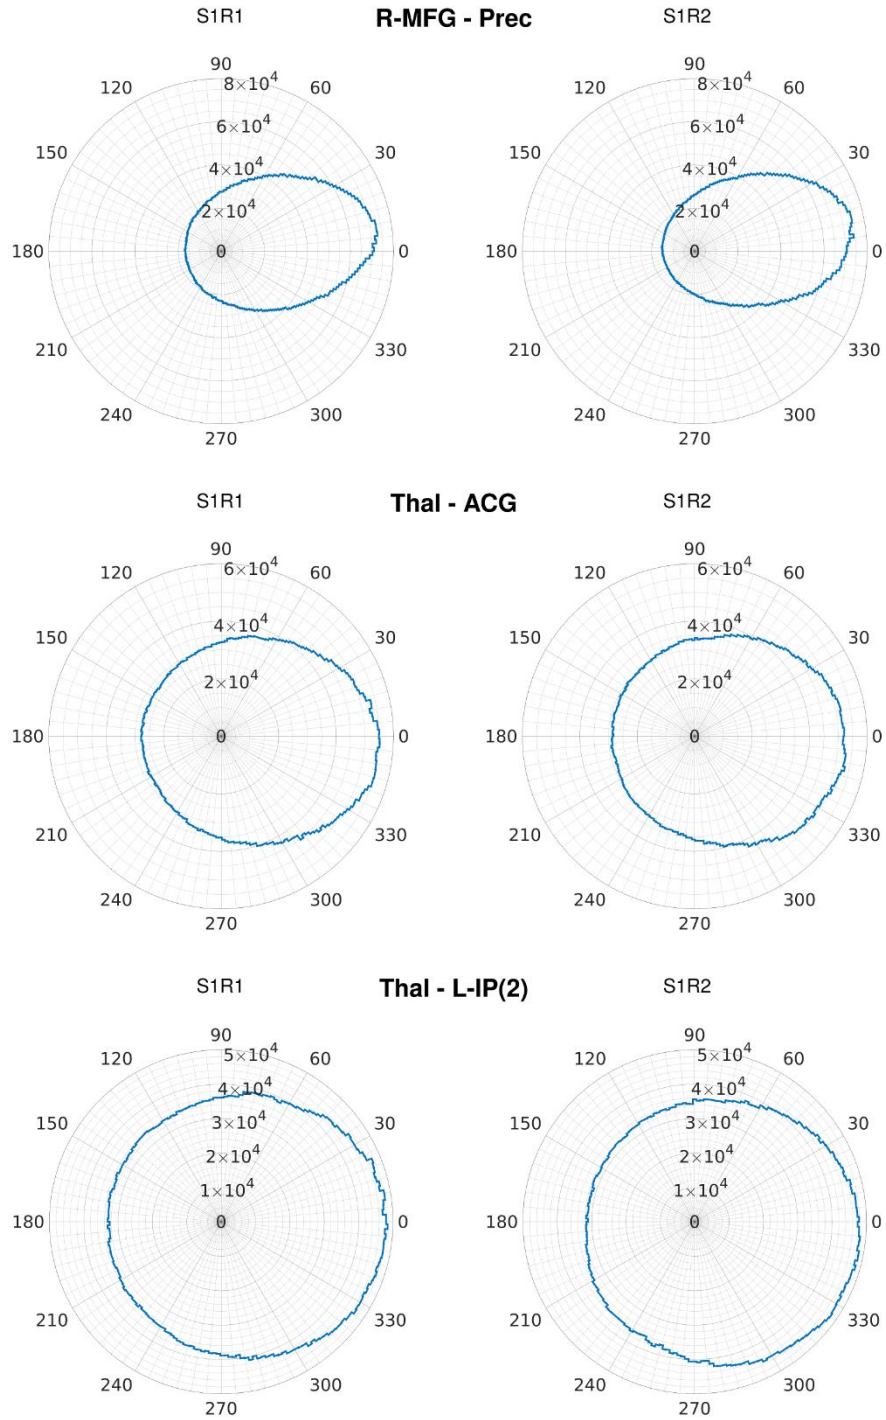 S1R1 R-MFG - Prec S1R2
90 90
120 8×10⁴ 60 120 8×10⁴ 60
6×10⁴ 6×10⁴
150 4×10⁴ 30 150 4×10⁴ 30
2×10⁴ 2×10⁴
180 0 0 180 0 0
210 330 210 330
240 300 240 300
270 270
S1R1 Thal - ACG S1R2
90 90
120 6×10⁴ 60 120 6×10⁴ 60
150 4×10⁴ 30 150 4×10⁴ 30
2×10⁴ 2×10⁴
180 0 0 180 0 0
210 330 210 330
240 300 240 300
270 270
S1R1 Thal - L-IP(2) S1R2
90 90
120 5×10⁴ 60 120 5×10⁴ 60
4×10⁴ 4×10⁴
150 3×10⁴ 30 150 3×10⁴ 30
2×10⁴ 2×10⁴
1×10⁴ 1×10⁴
180 0 0 180 0 0
210 330 210 330
240 300 240 300
270 270